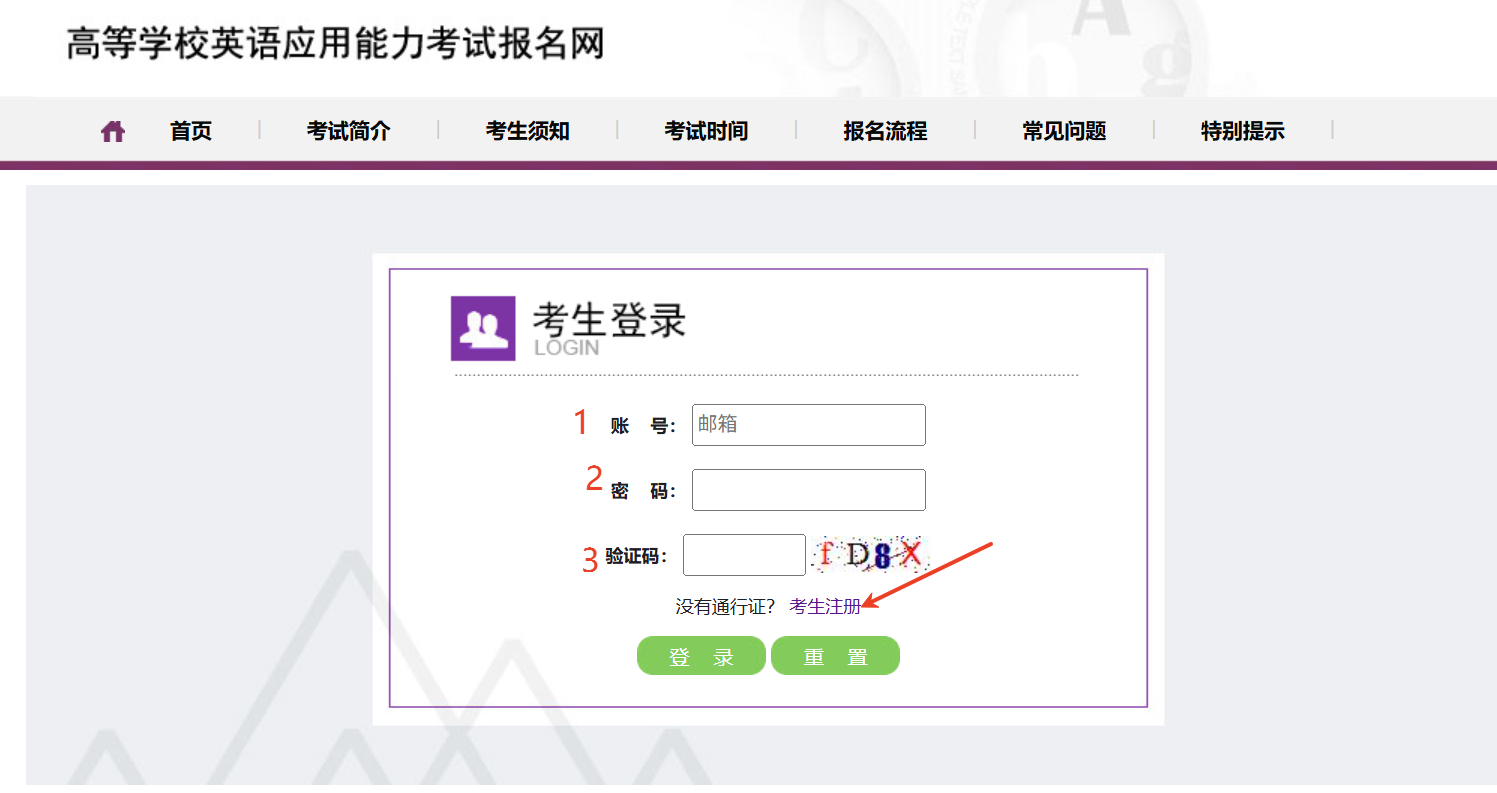 高等学校英语应用能力考试报名网
首页 | 考试简介 | 考生须知 | 考试时间 | 报名流程 | 常见问题 | 特别提示 |
考生登录
LOGIN
1 账 号： 邮箱
2 密 码：
3 验证码： fD8X
没有通行证？ 考生注册
登 录 重 置